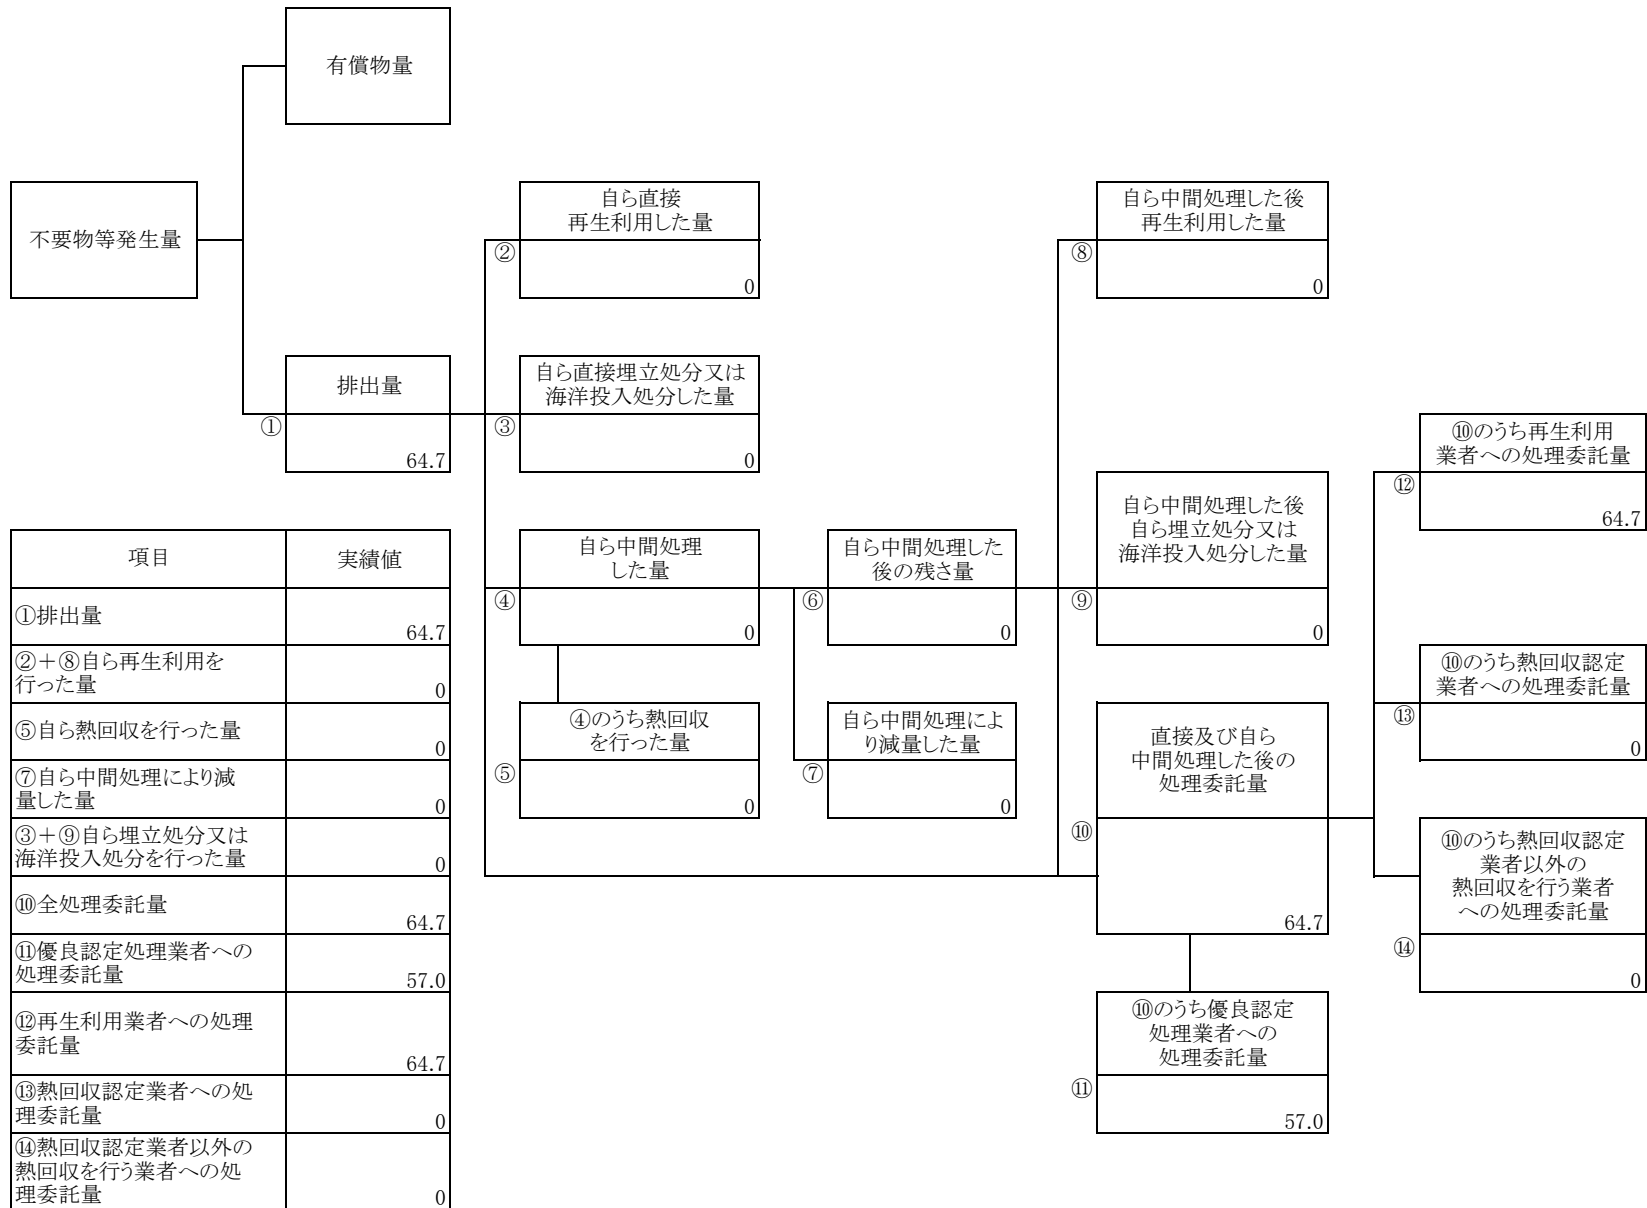 有償物量
不要物等発生量
自ら直接
再生利用した量
②
0
自ら中間処理した後
再生利用した量
⑧
0
排出量
①
64.7
自ら直接埋立処分又は
海洋投入処分した量
③
0
⑩のうち再生利用
業者への処理委託量
⑫
64.7
自ら中間処理
した量
④
0
自ら中間処理した
後の残さ量
⑥
0
自ら中間処理した後
自ら埋立処分又は
海洋投入処分した量
⑨
0
⑩のうち熱回収認定
業者への処理委託量
⑬
0
④のうち熱回収
を行った量
⑤
0
自ら中間処理によ
り減量した量
⑦
0
直接及び自ら
中間処理した後の
処理委託量
⑩
64.7
⑩のうち熱回収認定
業者以外の
熱回収を行う業者
への処理委託量
⑭
0
⑩のうち優良認定
処理業者への
処理委託量
⑪
57.0
項目 実績値
①排出量
64.7
②+⑧自ら再生利用を
行った量
0
⑤自ら熱回収を行った量
0
⑦自ら中間処理により減
量した量
0
③+⑨自ら埋立処分又は
海洋投入処分を行った量
0
⑩全処理委託量
64.7
⑪優良認定処理業者への
処理委託量
57.0
⑫再生利用業者への処理
委託量
64.7
⑬熱回収認定業者への処
理委託量
0
⑭熱回収認定業者以外の
熱回収を行う業者への処
理委託量
0